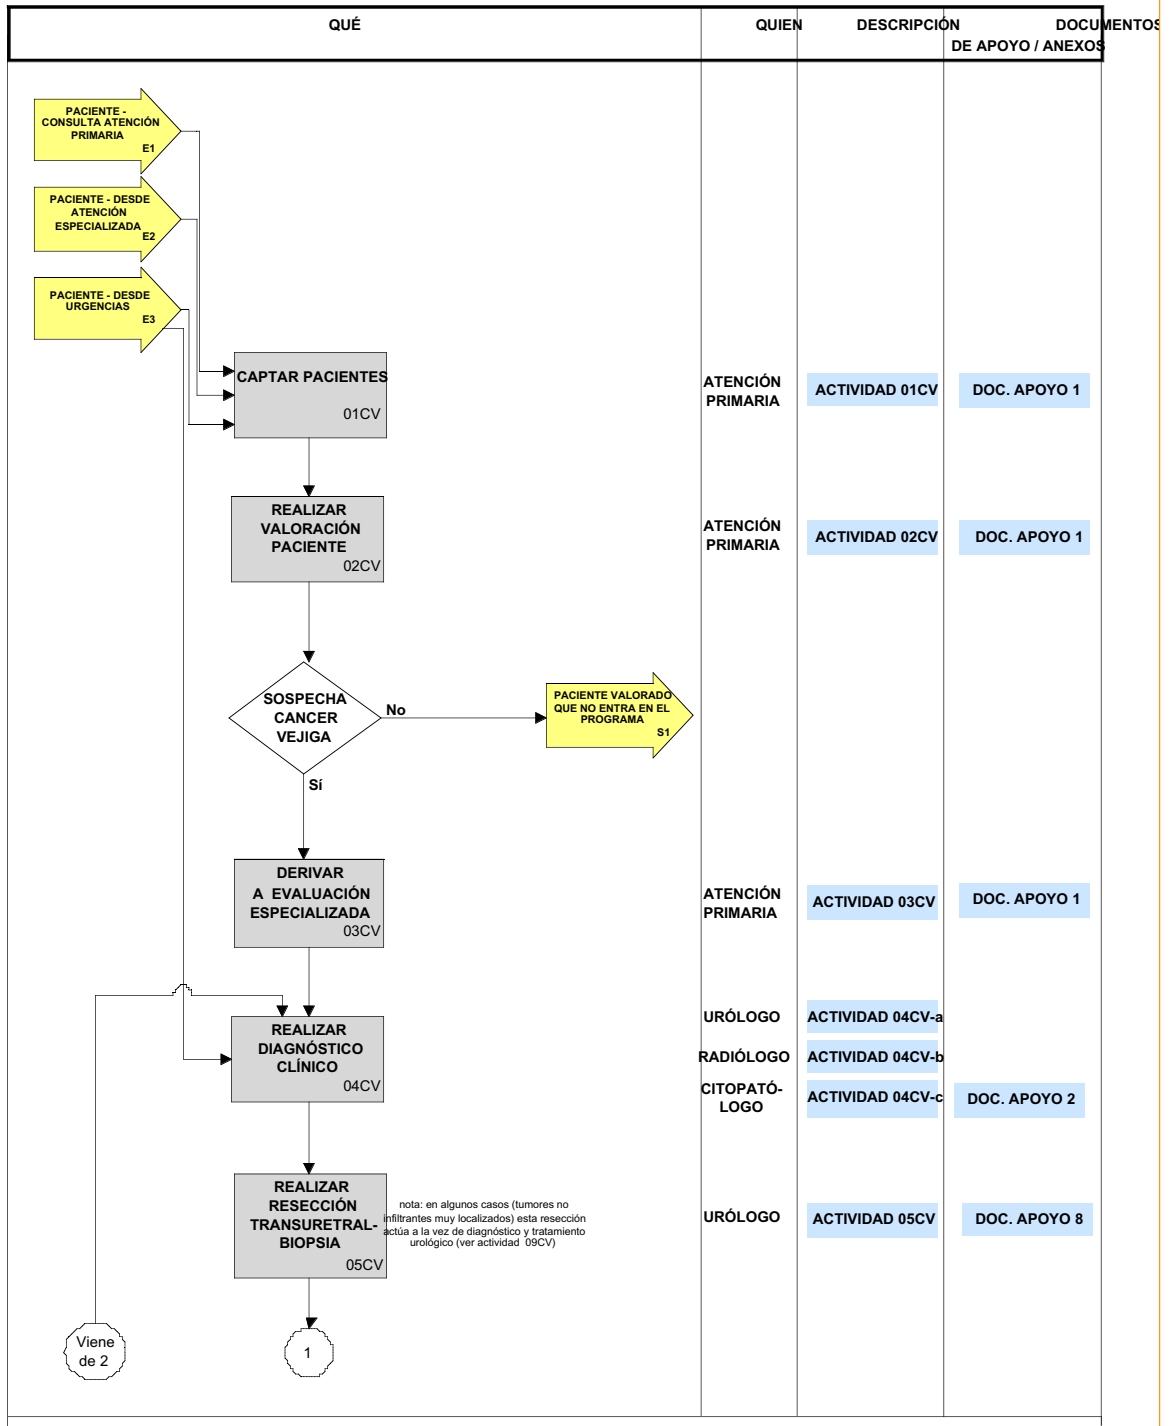 QUÉ
QUIEN
DESCRIPCIÓN
DOCUMENTOS
DE APOYO / ANEXOS
PACIENTE -
CONSULTA ATENCIÓN
PRIMARIA
E1
PACIENTE - DESDE
ATENCIÓN
ESPECIALIZADA
E2
PACIENTE - DESDE
URGENCIAS
E3
CAPTAR PACIENTES
01CV
ATENCIÓN
PRIMARIA
ACTIVIDAD 01CV
DOC. APOYO 1
REALIZAR
VALORACIÓN
PACIENTE
02CV
ATENCIÓN
PRIMARIA
ACTIVIDAD 02CV
DOC. APOYO 1
SOSPECHA
CANCER
VEJIGA
No
Sí
PACIENTE VALORADO
QUE NO ENTRA EN EL
PROGRAMA
S1
DERIVAR
A EVALUACIÓN
ESPECIALIZADA
03CV
ATENCIÓN
PRIMARIA
ACTIVIDAD 03CV
DOC. APOYO 1
REALIZAR
DIAGNÓSTICO
CLÍNICO
04CV
URÓLOGO
ACTIVIDAD 04CV-a
RADIÓLOGO
ACTIVIDAD 04CV-b
CITOPATÓ-
LOGO
ACTIVIDAD 04CV-c
DOC. APOYO 2
REALIZAR
RESECCIÓN
TRANSURETRAL-
BIOPSIA
05CV
nota: en algunos casos (tumores no
infiltrantes muy localizados) esta resección
actúa a la vez de diagnóstico y tratamiento
urológico (ver actividad 09CV)
URÓLOGO
ACTIVIDAD 05CV
DOC. APOYO 8
Viene
de 2
1